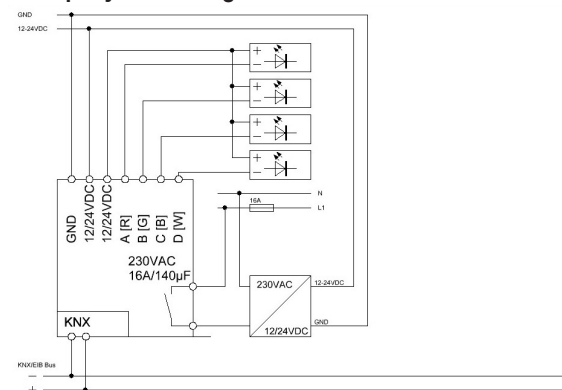 GND
12-24VDC
+
−
+
−
+
−
+
−
GND
12/24VDC
12/24VDC
A [R]
B [G]
C [B]
D [W]
N
16A
L1
230VAC
16A/140µF
230VAC
12-24VDC
GND
12/24VDC
KNX
KNX/EIB Bus
−
+